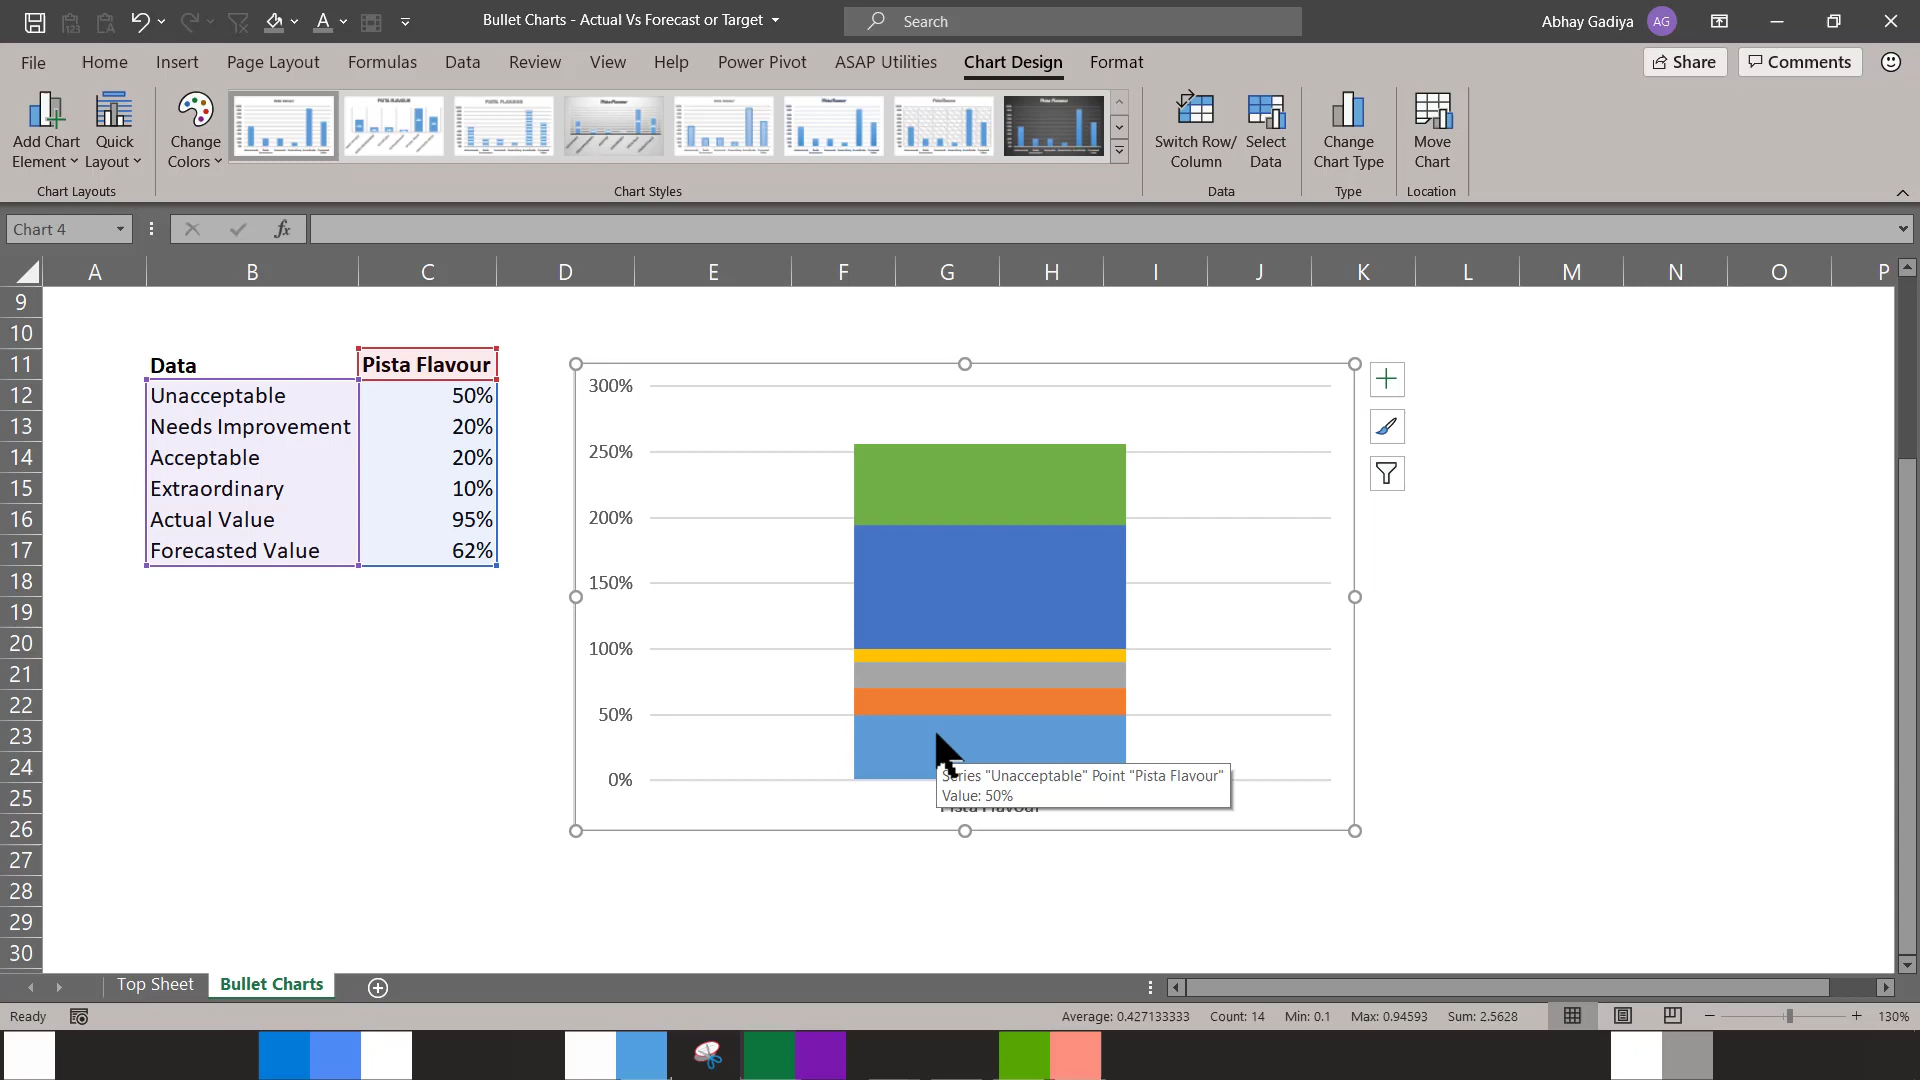 Bullet Charts - Actual Vs Forecast or Target
Search
Abhay Gadiya AG
File Home Insert Page Layout Formulas Data Review View Help Power Pivot ASAP Utilities Chart Design Format Share Comments
Add Chart Element
Quick Layout
Change Colors
Switch Row/ Column
Select Data
Change Chart Type
Move Chart
Chart Layouts Chart Styles Data Type Location
Chart 4 fx
A B C D E F G H I J K L M N O P
9
10
11 Data Pista Flavour
12 Unacceptable 50%
13 Needs Improvement 20%
14 Acceptable 20%
15 Extraordinary 10%
16 Actual Value 95%
17 Forecasted Value 62%
18
19
20
21
22
23
24
25
26
27
28
29
30
300%
250%
200%
150%
100%
50%
0%
Series "Unacceptable" Point "Pista Flavour"
Value: 50%
Pista Flavour
Top Sheet Bullet Charts
Ready Average: 0.427133333 Count: 14 Min: 0.1 Max: 0.94593 Sum: 2.5628 130%